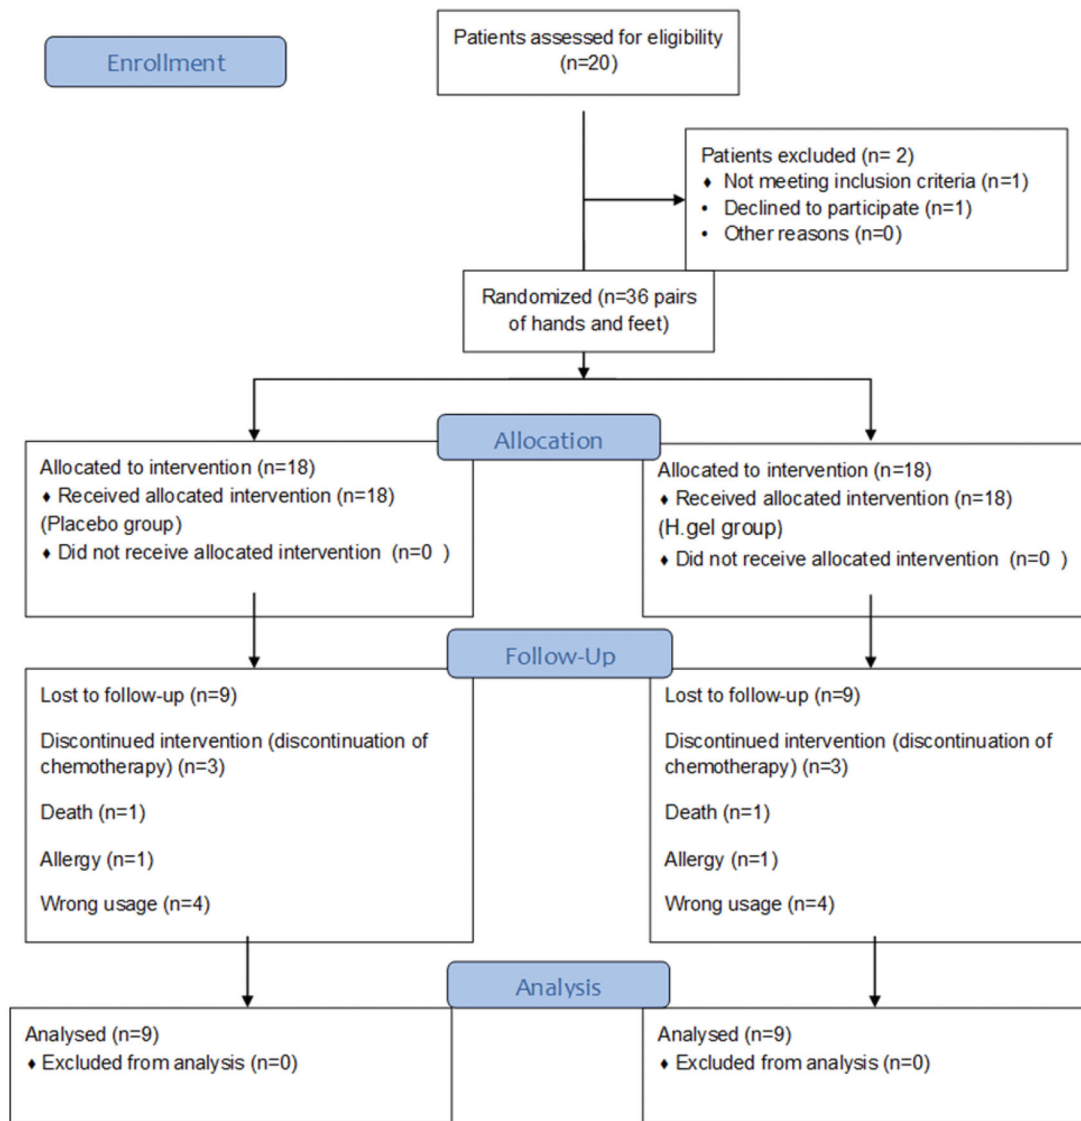 Enrollment
Patients assessed for eligibility
(n=20)
Patients excluded (n= 2)
♦ Not meeting inclusion criteria (n=1)
• Declined to participate (n=1)
• Other reasons (n=0)
Randomized (n=36 pairs
of hands and feet)
Allocation
Allocated to intervention (n=18)
♦ Received allocated intervention (n=18)
(Placebo group)
♦ Did not receive allocated intervention (n=0 )
Allocated to intervention (n=18)
♦ Received allocated intervention (n=18)
(H.gel group)
♦ Did not receive allocated intervention (n=0 )
Follow-Up
Lost to follow-up (n=9)
Discontinued intervention (discontinuation of
chemotherapy) (n=3)
Death (n=1)
Allergy (n=1)
Wrong usage (n=4)
Lost to follow-up (n=9)
Discontinued intervention (discontinuation of
chemotherapy) (n=3)
Death (n=1)
Allergy (n=1)
Wrong usage (n=4)
Analysis
Analysed (n=9)
♦ Excluded from analysis (n=0)
Analysed (n=9)
♦ Excluded from analysis (n=0)